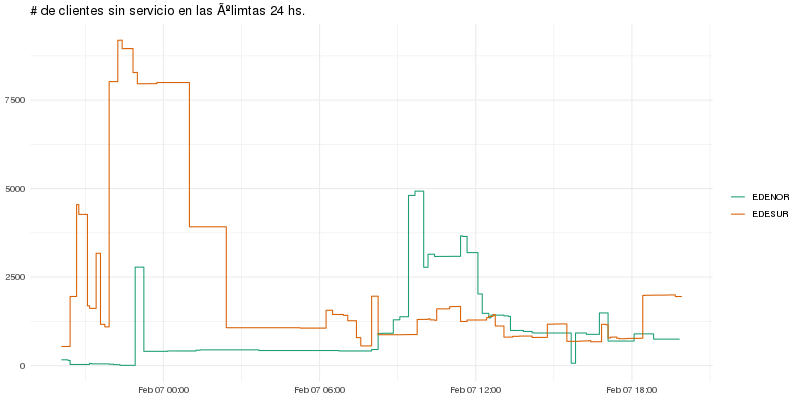 # de clientes sin servicio en las Ãºlimtas 24 hs.
7500
5000
2500
0
Feb 07 00:00
Feb 07 06:00
Feb 07 12:00
Feb 07 18:00
EDENOR
EDESUR